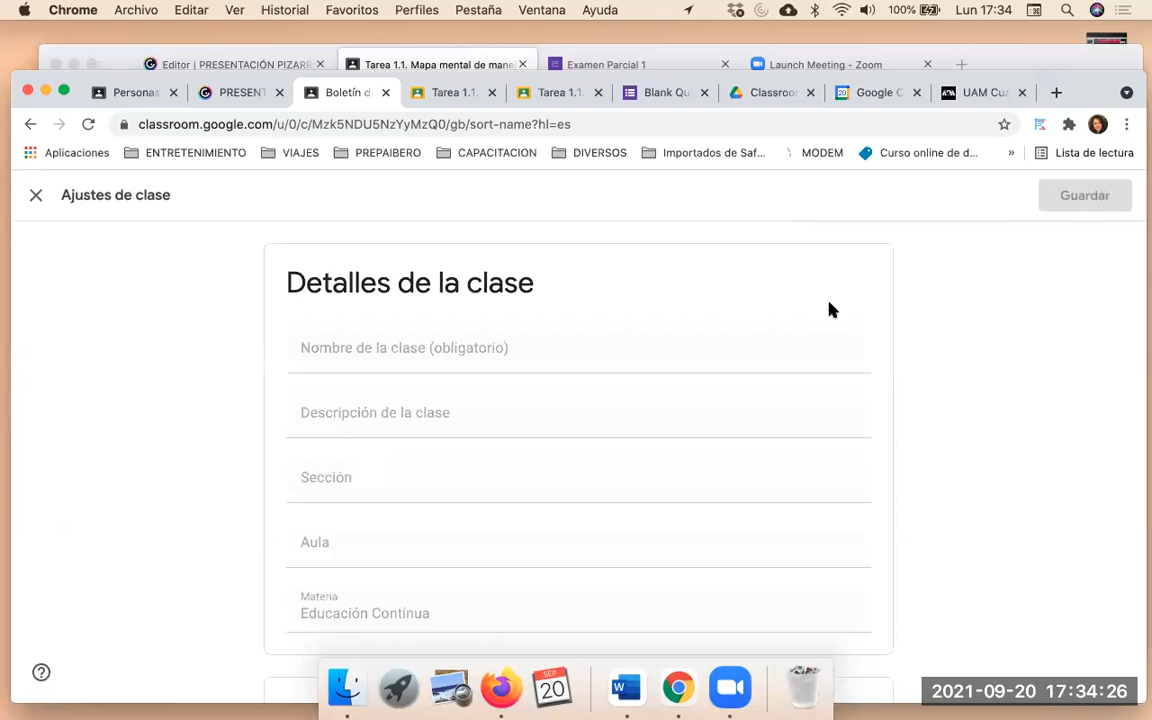 Chrome Archivo Editar Ver Historial Favoritos Perfiles Pestaña Ventana Ayuda 100% Lun 17:34
Editor | PRESENTACIÓN PIZARR Tarea 1.1. Mapa mental de mane Examen Parcial 1 Launch Meeting - Zoom
Personas PRESENT Boletín d Tarea 1.1. Tarea 1.1. Blank Qu Classroo Google C UAM Cua
classroom.google.com/u/0/c/Mzk5NDU5NzYyMzQ0/gb/sort-name?hl=es
Aplicaciones ENTRETENIMIENTO VIAJES PREPAIBERO CAPACITACION DIVERSOS Importados de Saf... MODEM Curso online de d... » Lista de lectura
Ajustes de clase Guardar
Detalles de la clase
Nombre de la clase (obligatorio)
Descripción de la clase
Sección
Aula
Materia
Educación Contínua
SEP
20
2021-09-20 17:34:26